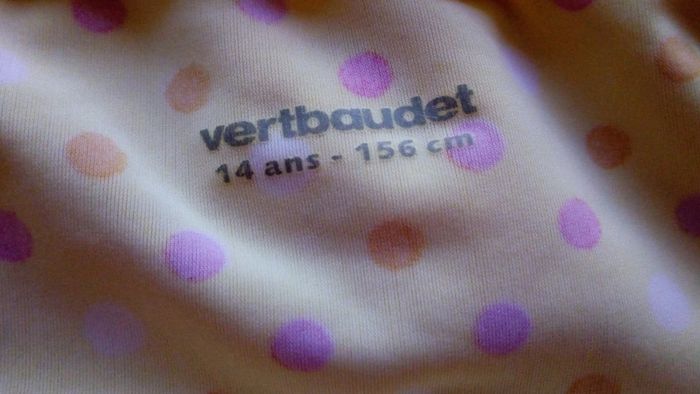 vertbaudet
14 ans - 156 cm